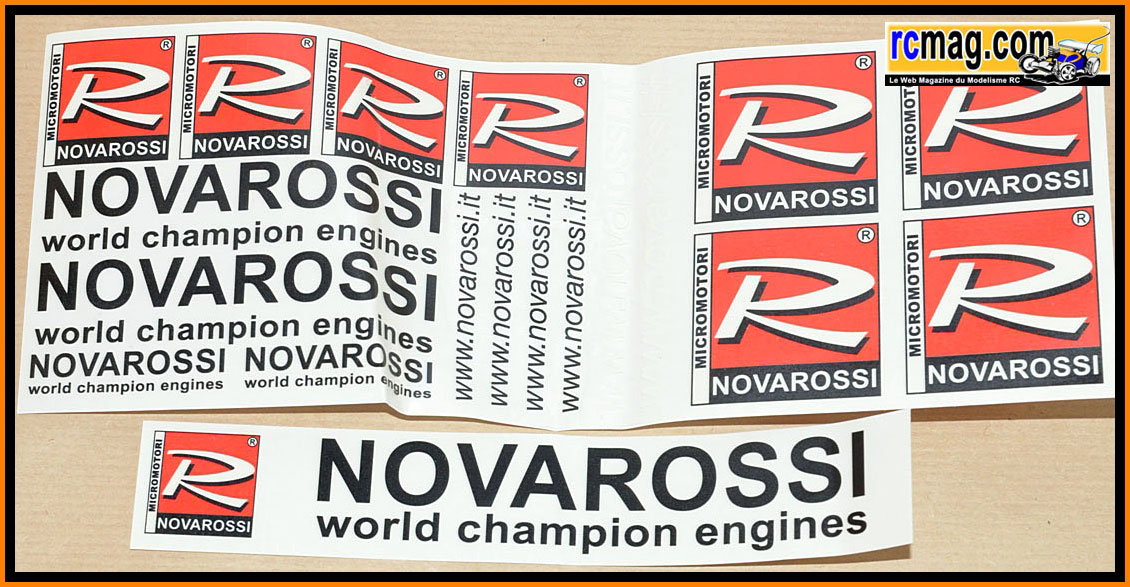 rcmag.com
Le Web Magazine du Modelisme RC
MICROMOTORI
R
®
NOVAROSSI
MICROMOTORI
R
®
NOVAROSSI
MICROMOTORI
R
®
NOVAROSSI
MICROMOTORI
R
®
NOVAROSSI
NOVAROSSI
world champion engines
NOVAROSSI
world champion engines
NOVAROSSI
world champion engines
NOVAROSSI
world champion engines
www.novarossi.it
www.novarossi.it
www.novarossi.it
www.novarossi.it
MICROMOTORI
R
®
NOVAROSSI
MICROMOTORI
R
NOVAROSSI
MICROMOTORI
R
®
NOVAROSSI
MICROMOTORI
R
®
NOVAROSSI
MICROMOTORI
R
®
NOVAROSSI
NOVAROSSI
world champion engines